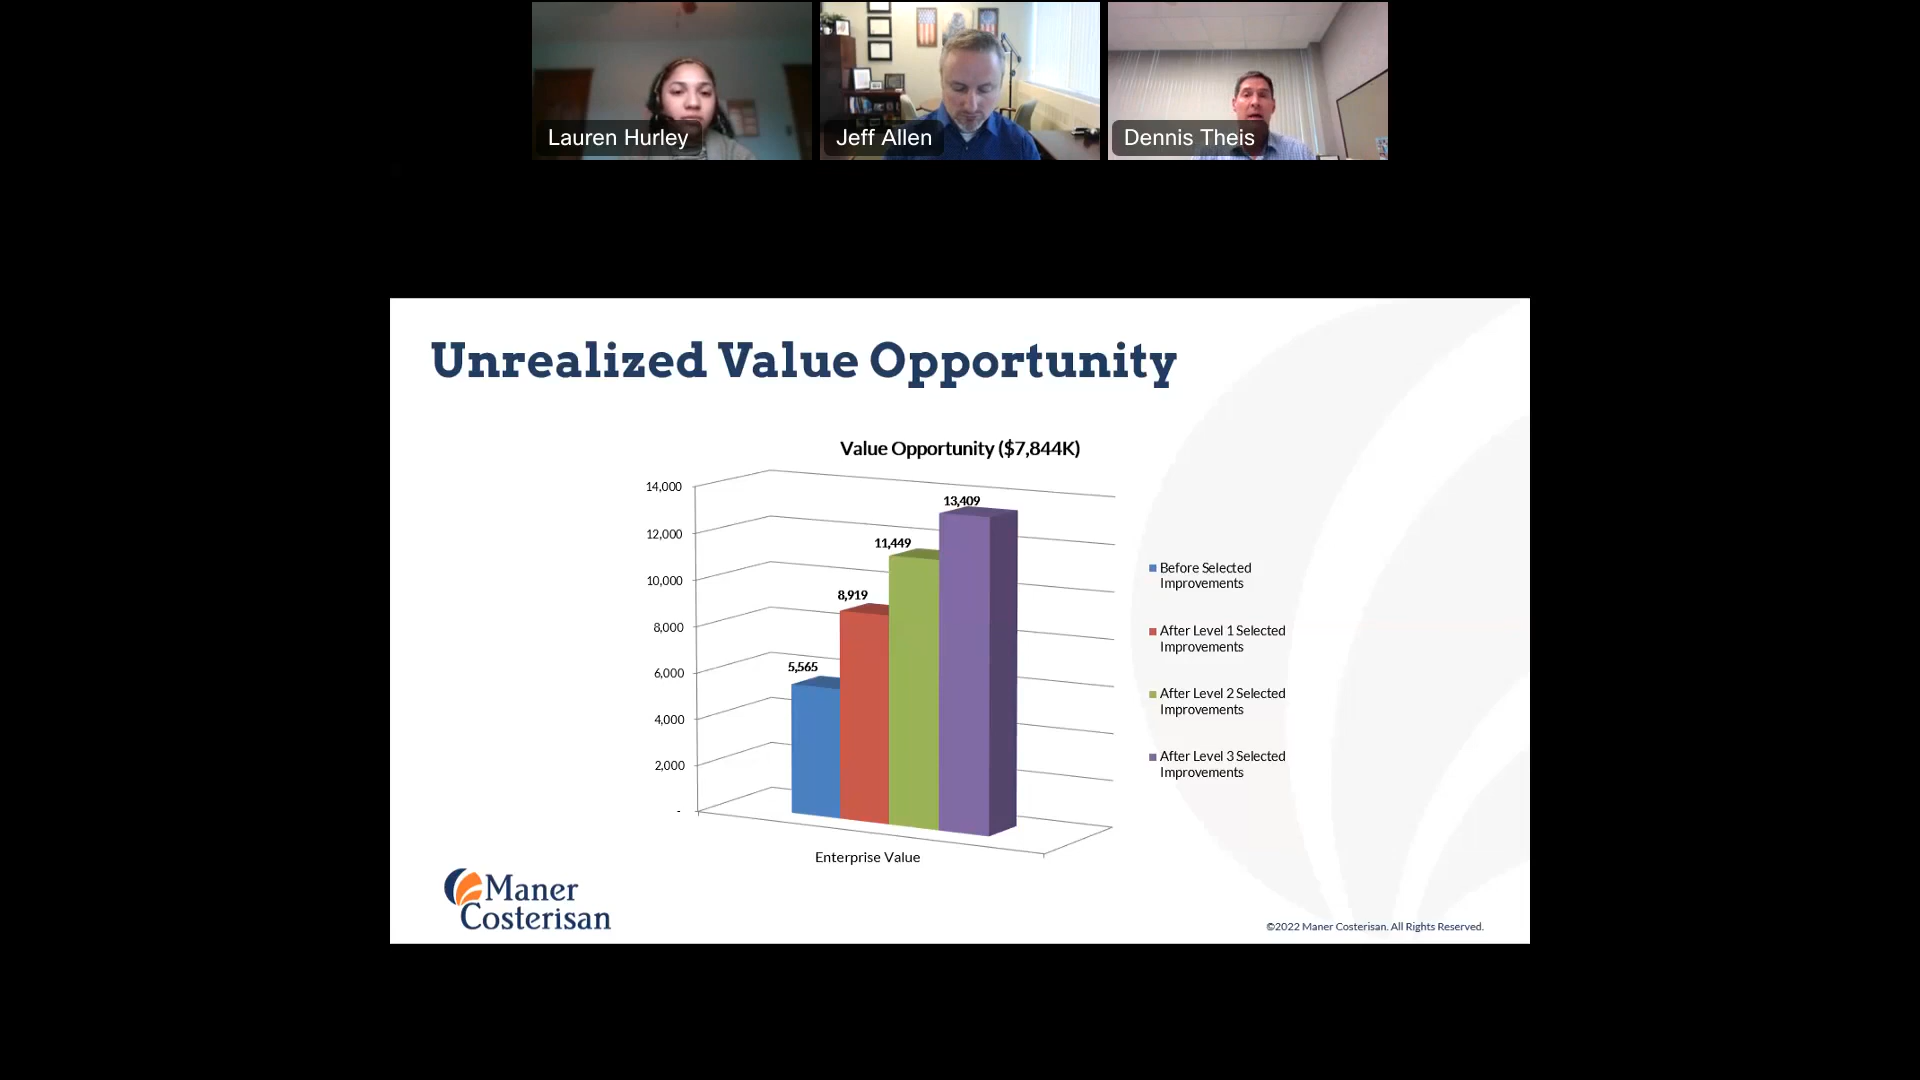 Lauren Hurley
Jeff Allen
Dennis Theis
Unrealized Value Opportunity
Value Opportunity ($7,844K)
14,000
12,000
10,000
8,000
6,000
4,000
2,000
-
5,565
8,919
11,449
13,409
Enterprise Value
Before Selected
Improvements
After Level 1 Selected
Improvements
After Level 2 Selected
Improvements
After Level 3 Selected
Improvements
Maner
Costerisan
©2022 Maner Costerisan. All Rights Reserved.